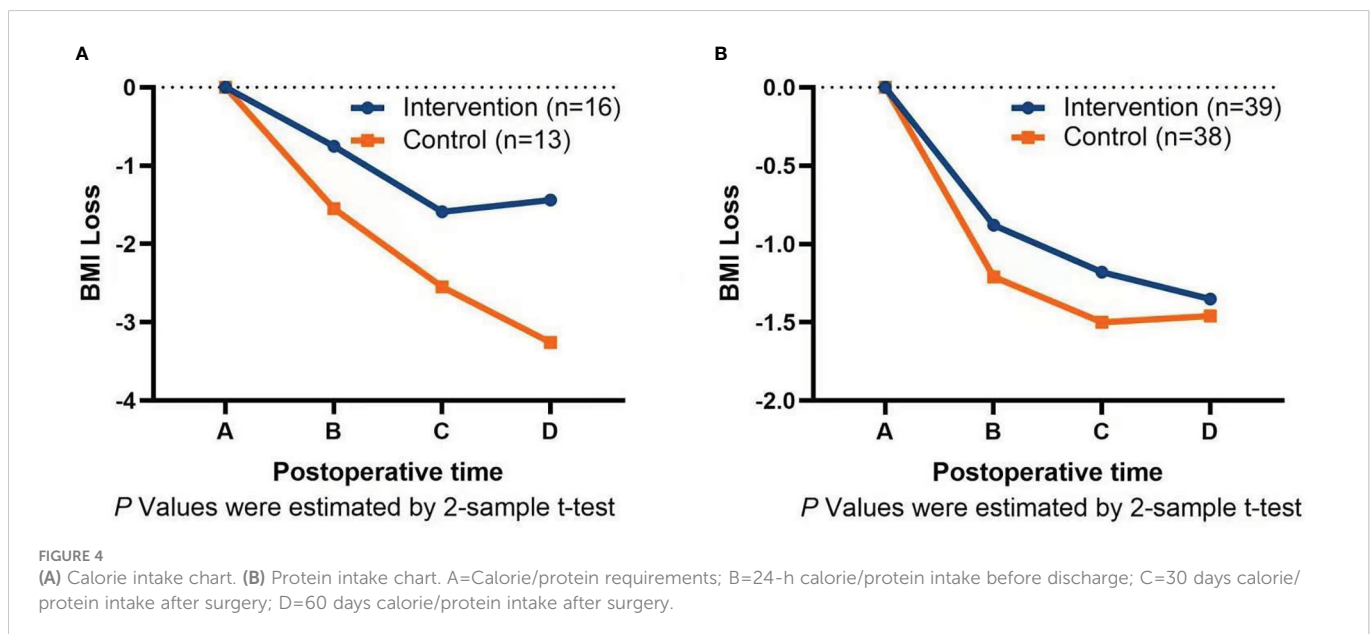 A
0
-1
-2
-3
-4
BMI Loss
Intervention (n=16)
Control (n=13)
A B C D
Postoperative time
P Values were estimated by 2-sample t-test
B
0.0
-0.5
-1.0
-1.5
-2.0
BMI Loss
Intervention (n=39)
Control (n=38)
A B C D
Postoperative time
P Values were estimated by 2-sample t-test
FIGURE 4
(A) Calorie intake chart. (B) Protein intake chart. A=Calorie/protein requirements; B=24-h calorie/protein intake before discharge; C=30 days calorie/
protein intake after surgery; D=60 days calorie/protein intake after surgery.